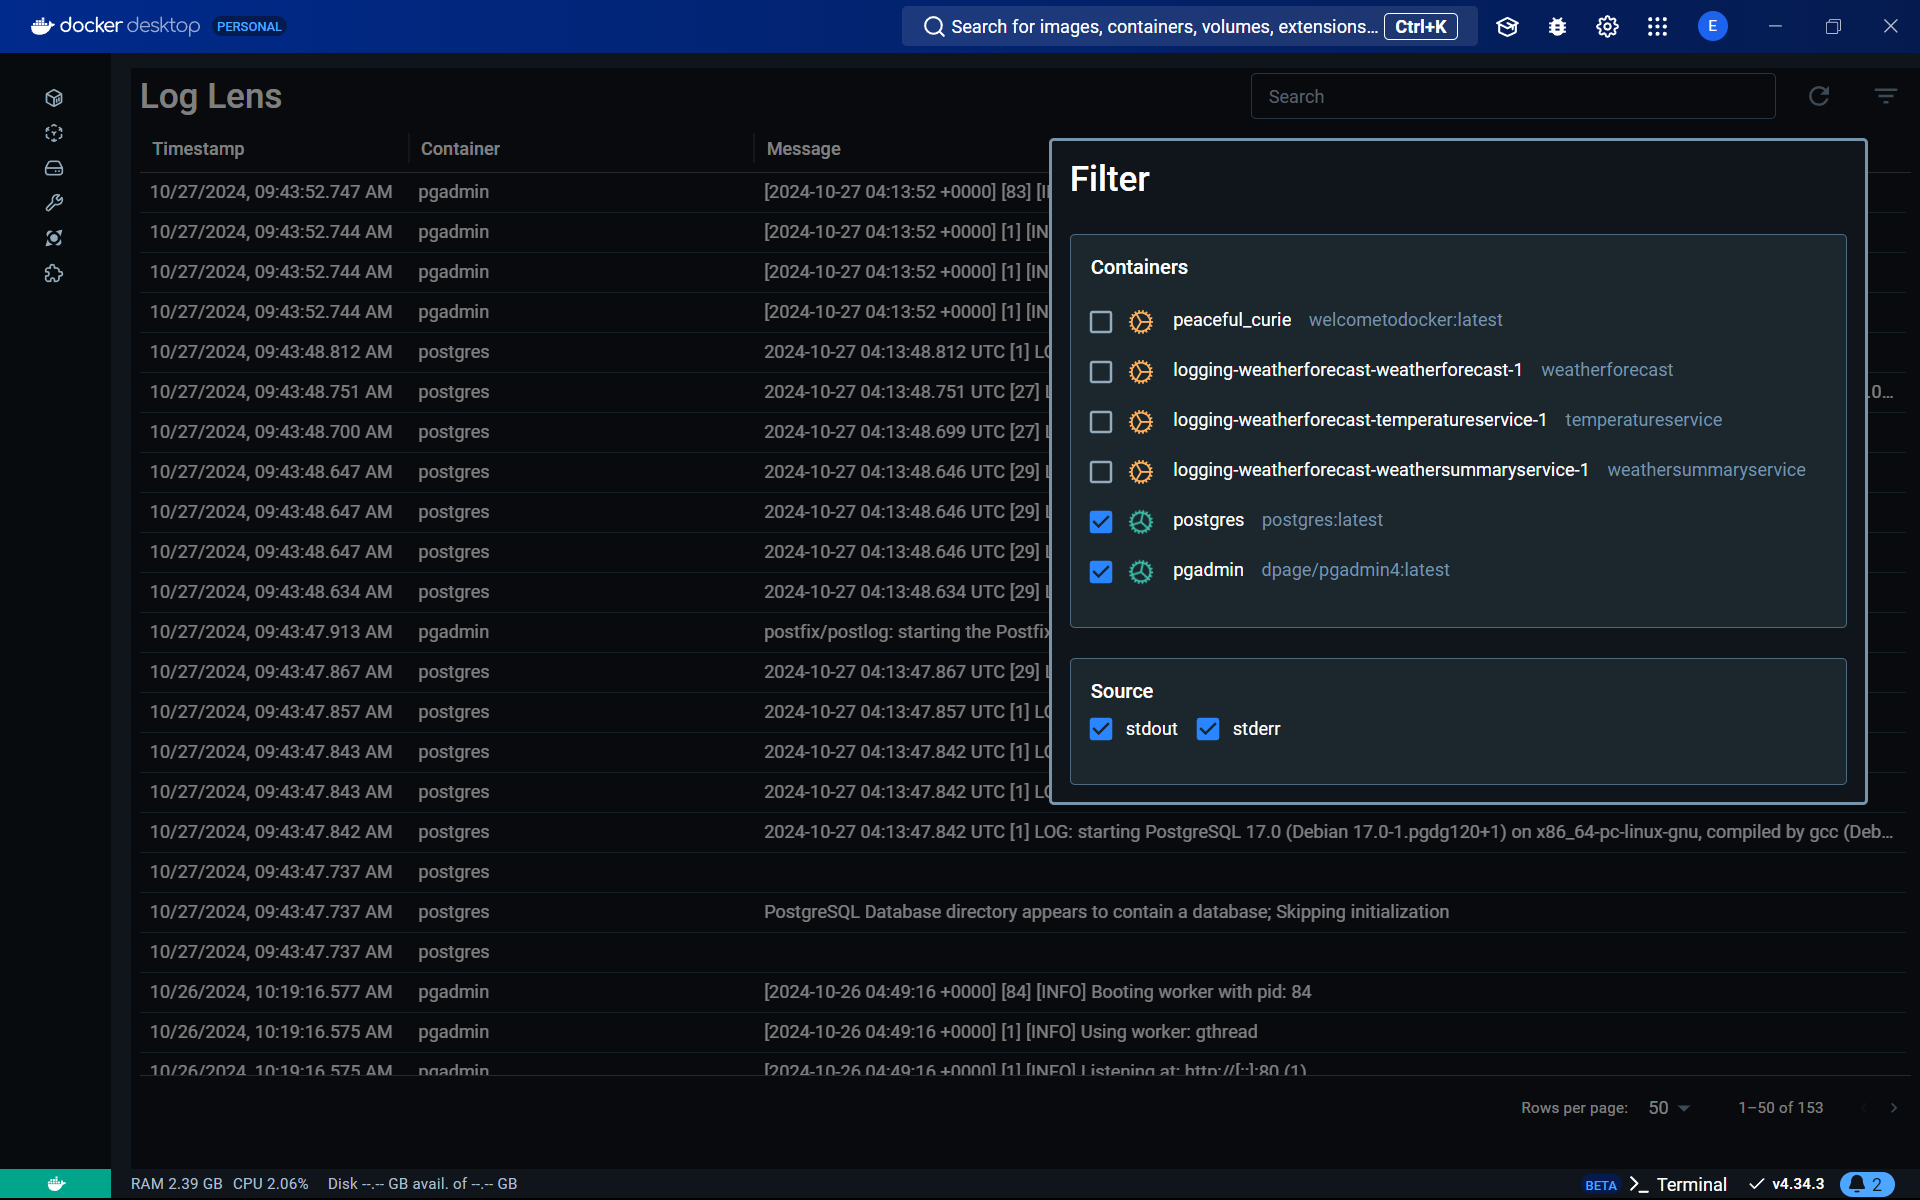 docker desktop PERSONAL
Search for images, containers, volumes, extensions... Ctrl+K
E
Log Lens
Search
Timestamp Container Message
10/27/2024, 09:43:52.747 AM pgadmin [2024-10-27 04:13:52 +0000] [83]
10/27/2024, 09:43:52.744 AM pgadmin [2024-10-27 04:13:52 +0000] [1] [IN
10/27/2024, 09:43:52.744 AM pgadmin [2024-10-27 04:13:52 +0000] [1] [IN
10/27/2024, 09:43:52.744 AM pgadmin [2024-10-27 04:13:52 +0000] [1] [IN
10/27/2024, 09:43:48.812 AM postgres 2024-10-27 04:13:48.812 UTC [1]
10/27/2024, 09:43:48.751 AM postgres 2024-10-27 04:13:48.751 UTC [27] .0...
10/27/2024, 09:43:48.700 AM postgres 2024-10-27 04:13:48.699 UTC [27]
10/27/2024, 09:43:48.647 AM postgres 2024-10-27 04:13:48.646 UTC [29]
10/27/2024, 09:43:48.647 AM postgres 2024-10-27 04:13:48.646 UTC [29]
10/27/2024, 09:43:48.647 AM postgres 2024-10-27 04:13:48.646 UTC [29]
10/27/2024, 09:43:48.634 AM postgres 2024-10-27 04:13:48.634 UTC [29]
10/27/2024, 09:43:47.913 AM pgadmin postfix/postlog: starting the Postfix
10/27/2024, 09:43:47.867 AM postgres 2024-10-27 04:13:47.867 UTC [29]
10/27/2024, 09:43:47.857 AM postgres 2024-10-27 04:13:47.857 UTC [1]
10/27/2024, 09:43:47.843 AM postgres 2024-10-27 04:13:47.842 UTC [1]
10/27/2024, 09:43:47.843 AM postgres 2024-10-27 04:13:47.842 UTC [1]
10/27/2024, 09:43:47.842 AM postgres 2024-10-27 04:13:47.842 UTC [1] LOG: starting PostgreSQL 17.0 (Debian 17.0-1.pgdg120+1) on x86_64-pc-linux-gnu, compiled by gcc (Deb...
10/27/2024, 09:43:47.737 AM postgres
10/27/2024, 09:43:47.737 AM postgres PostgreSQL Database directory appears to contain a database; Skipping initialization
10/27/2024, 09:43:47.737 AM postgres
10/26/2024, 10:19:16.577 AM pgadmin [2024-10-26 04:49:16 +0000] [84] [INFO] Booting worker with pid: 84
10/26/2024, 10:19:16.575 AM pgadmin [2024-10-26 04:49:16 +0000] [1] [INFO] Using worker: gthread
10/26/2024, 10:19:16.575 AM pgadmin [2024-10-26 04:49:16 +0000] [1] [INFO] Listening at: http://[::]:80 (1)
Filter
Containers
peaceful_curie welcometodocker:latest
logging-weatherforecast-weatherforecast-1 weatherforecast
logging-weatherforecast-temperatureservice-1 temperatureservice
logging-weatherforecast-weathersummaryservice-1 weathersummaryservice
postgres postgres:latest
pgadmin dpage/pgadmin4:latest
Source
stdout stderr
Rows per page: 50 1–50 of 153
RAM 2.39 GB CPU 2.06% Disk --.-- GB avail. of --.-- GB
BETA >_ Terminal v4.34.3 2